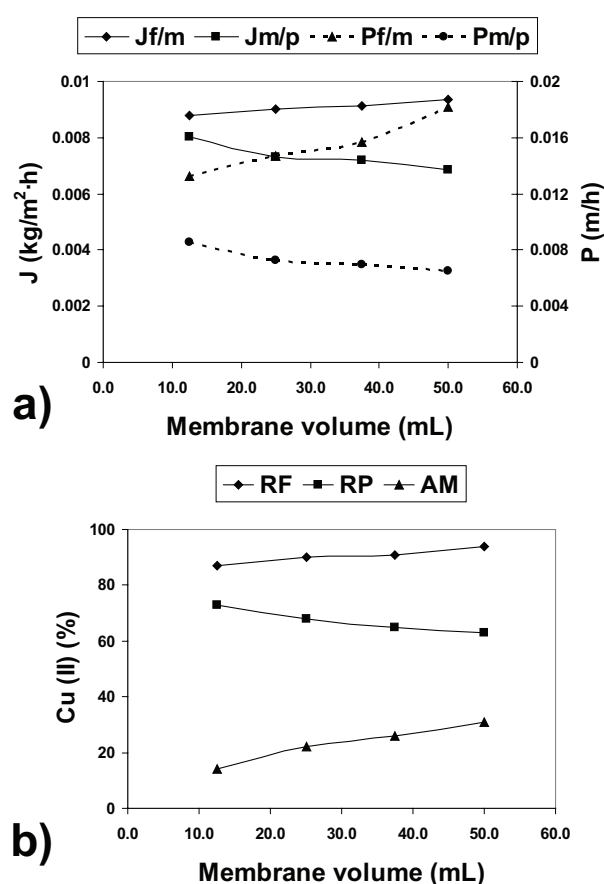 Jf/m Jm/p Pf/m Pm/p
0.01
0.008
0.006
0.004
0.002
0
J (kg/m²·h)
0.02
0.016
0.012
0.008
0.004
0
P (m/h)
0.0 10.0 20.0 30.0 40.0 50.0 60.0
Membrane volume (mL)
a)
RF RP AM
100
80
60
40
20
0
Cu (II) (%)
0.0 10.0 20.0 30.0 40.0 50.0 60.0
Membrane volume (mL)
b)